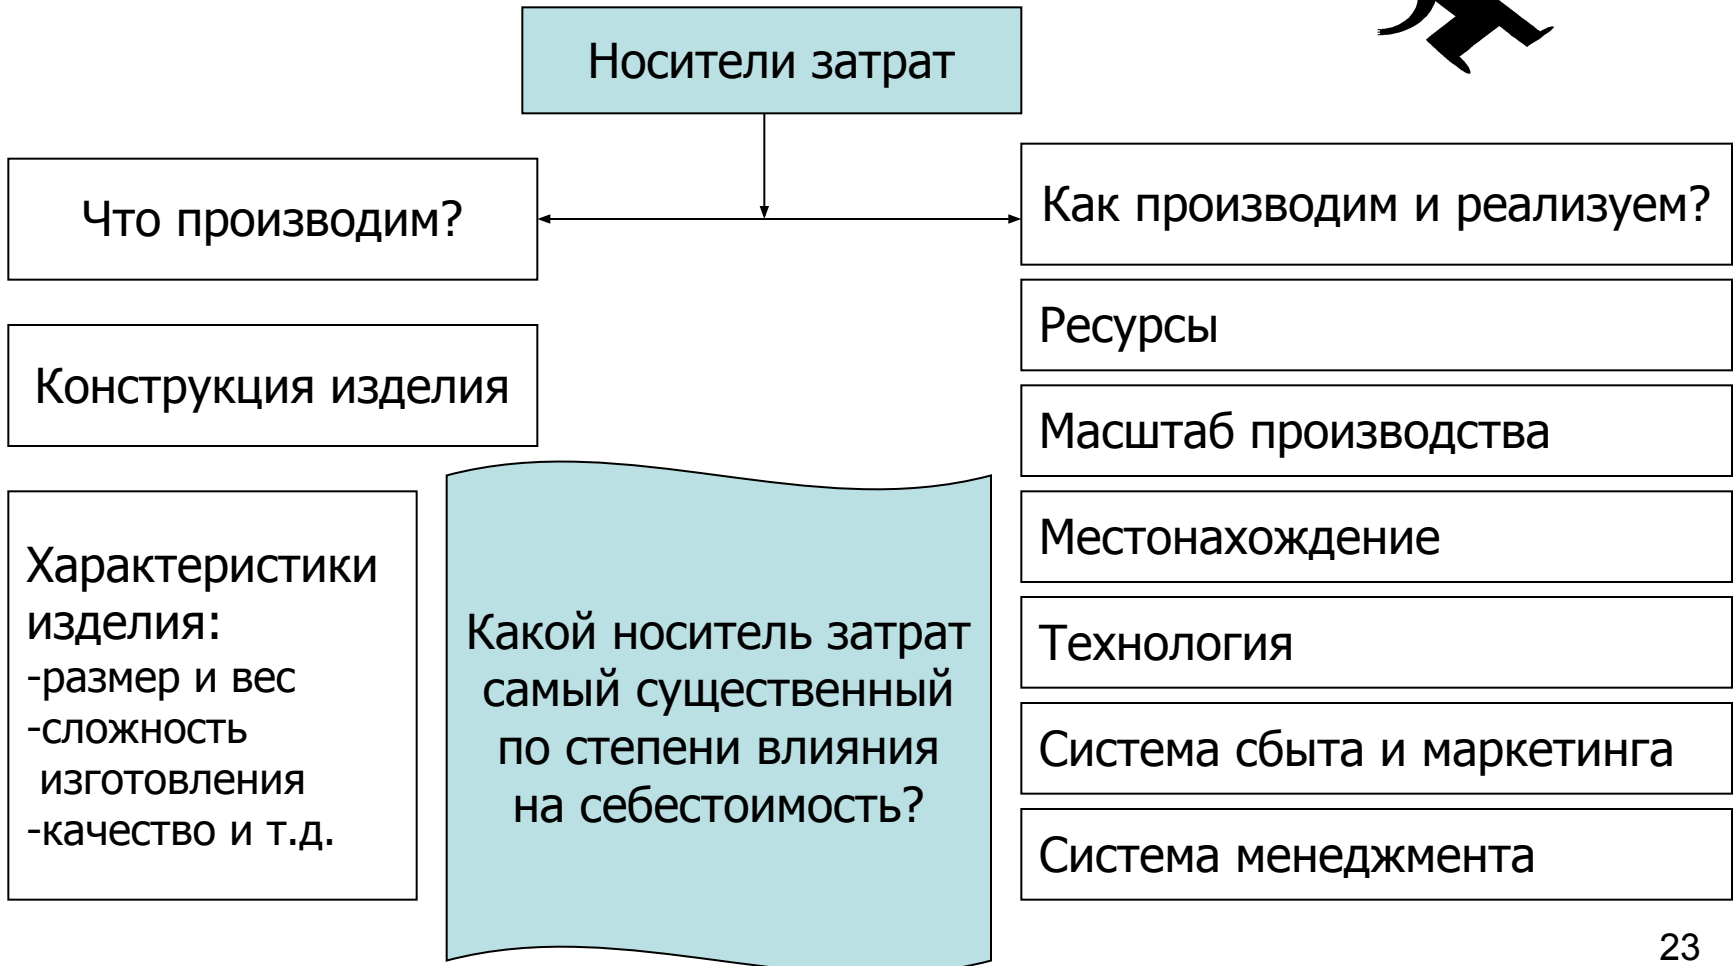 Носители затрат
Что производим?
Конструкция изделия
Характеристики
изделия:
-размер и вес
-сложность
изготовления
-качество и т.д.
Какой носитель затрат
самый существенный
по степени влияния
на себестоимость?
Как производим и реализуем?
Ресурсы
Масштаб производства
Местонахождение
Технология
Система сбыта и маркетинга
Система менеджмента
23